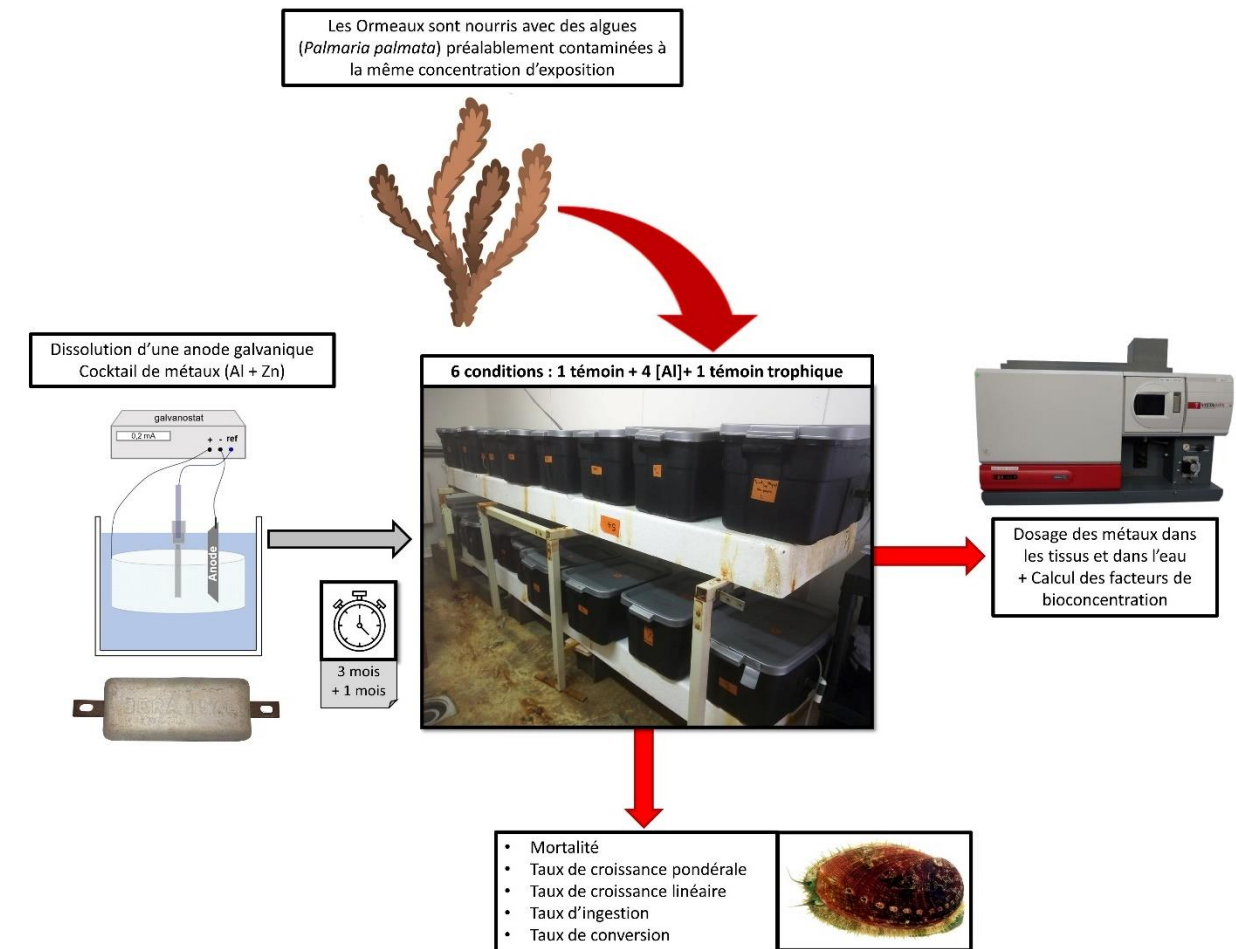 Les Ormeaux sont nourris avec des algues
(Palmaria palmata) préalablement contaminées à
la même concentration d'exposition
Dissolution d'une anode galvanique
Cocktail de métaux (Al + Zn)
galvanostat
0,2 mA
+ - ref
Anode
3 mois
+ 1 mois
6 conditions : 1 témoin + 4 [Al]+ 1 témoin trophique
Dosage des métaux dans
les tissus et dans l'eau
+ Calcul des facteurs de
bioconcentration
• Mortalité
• Taux de croissance pondérale
• Taux de croissance linéaire
• Taux d'ingestion
• Taux de conversion